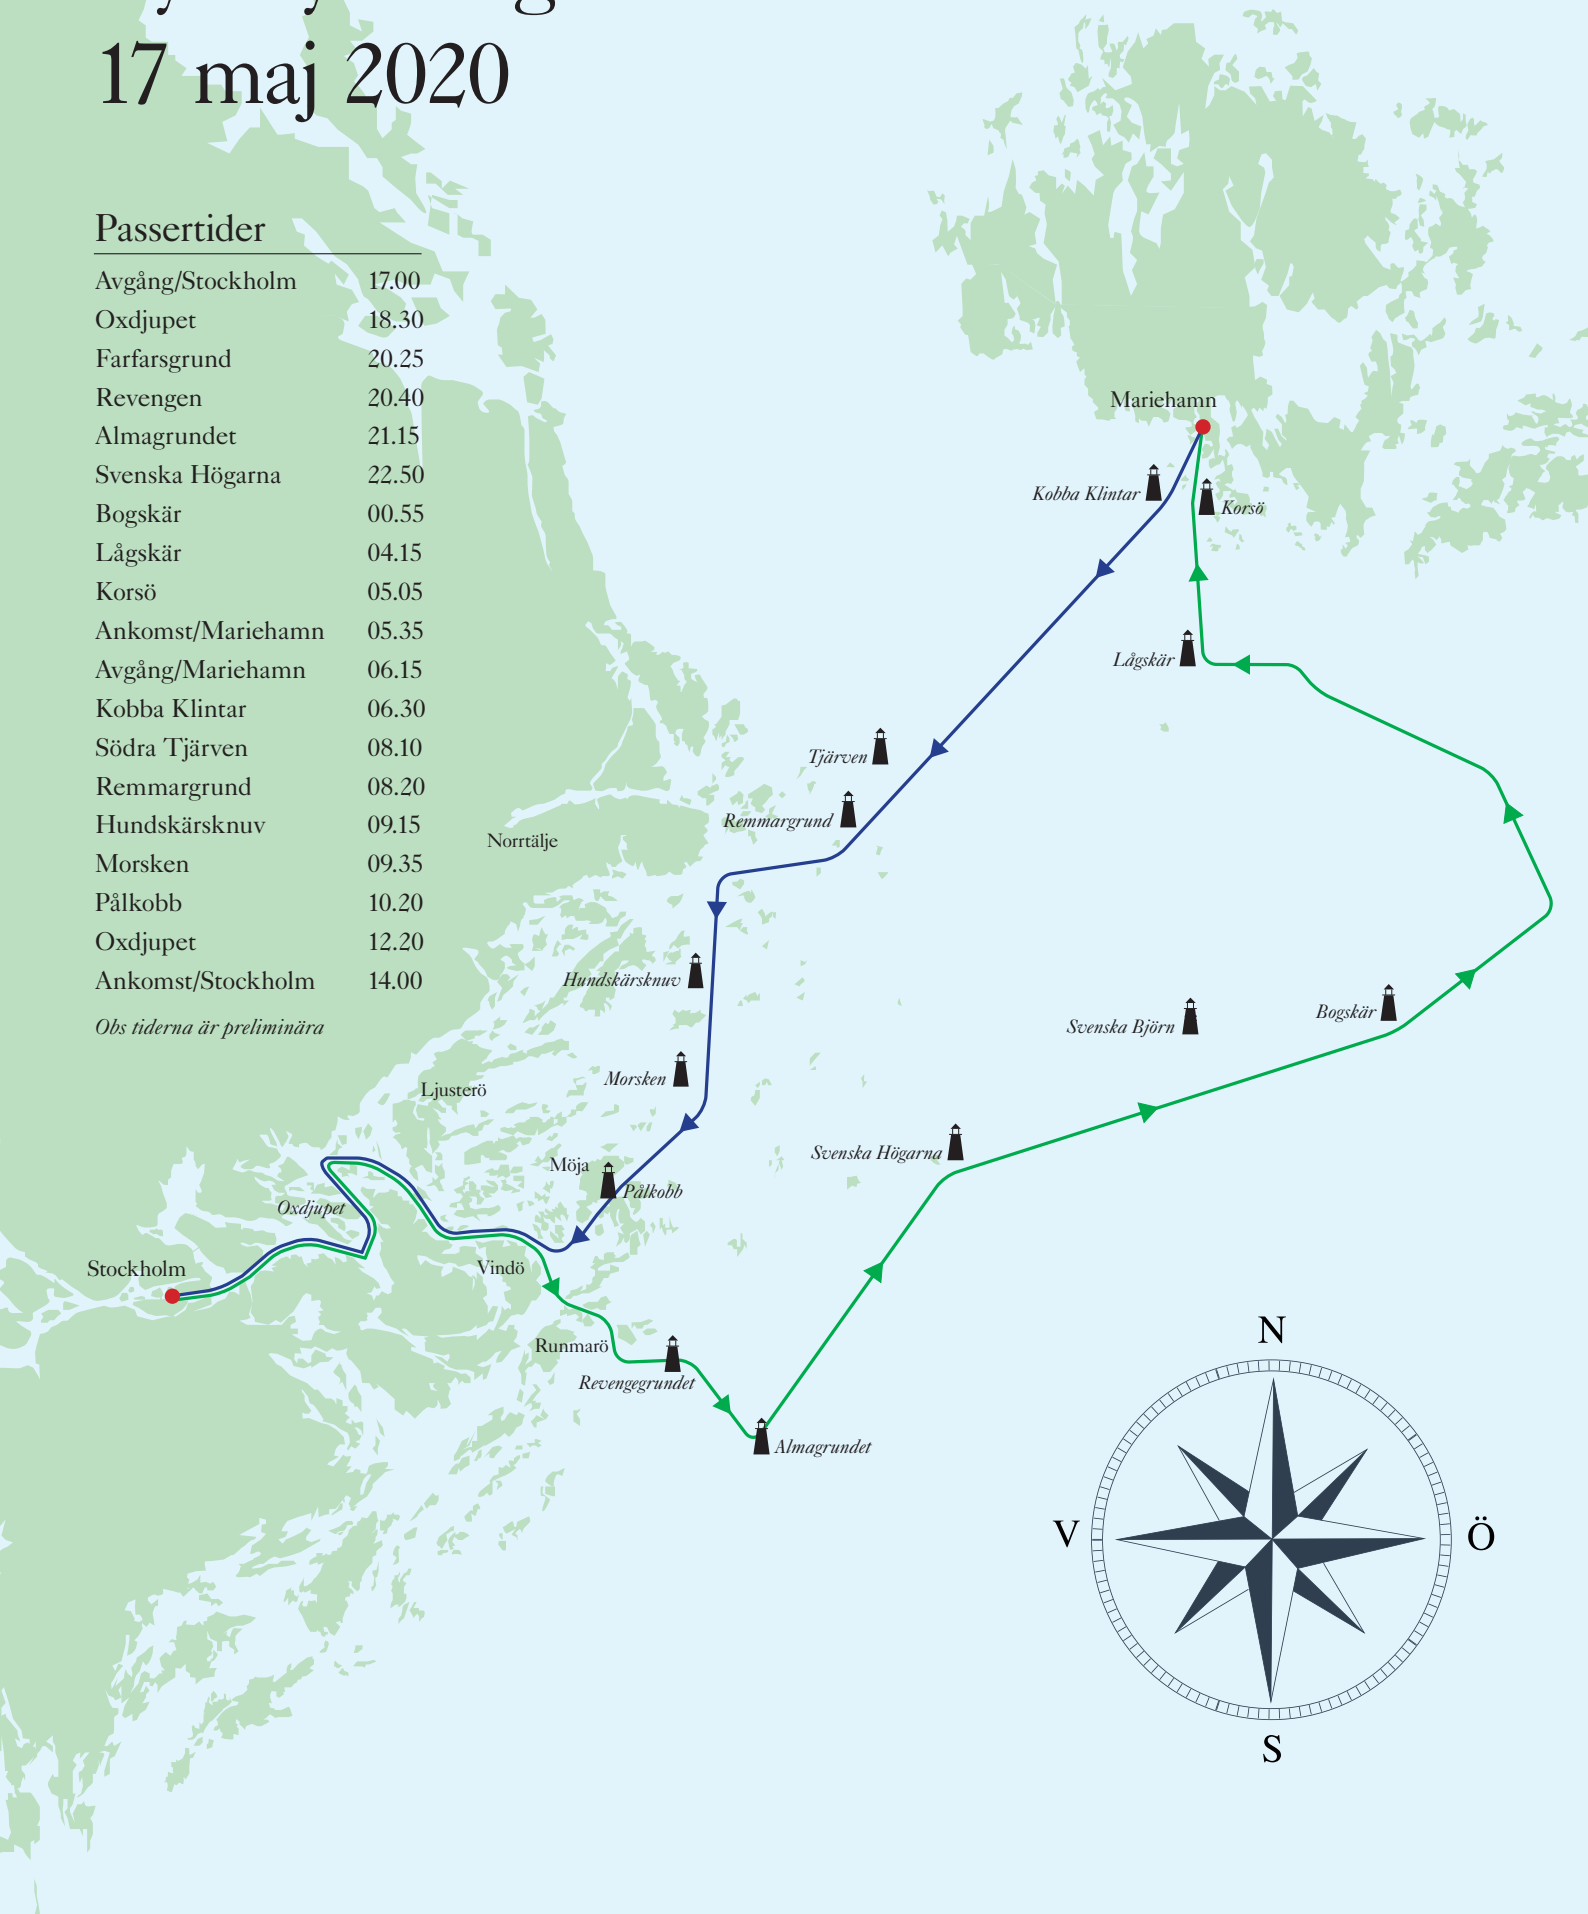 17 maj 2020
Passertider
Avgång/Stockholm 17.00
Oxdjupet 18.30
Farfarsgrund 20.25
Revengen 20.40
Almagrundet 21.15
Svenska Högarna 22.50
Bogskär 00.55
Lågskär 04.15
Korsö 05.05
Ankomst/Mariehamn 05.35
Avgång/Mariehamn 06.15
Kobba Klintar 06.30
Södra Tjärven 08.10
Remmargrund 08.20
Hundskärsknuv 09.15
Morsken 09.35
Pålkobb 10.20
Oxdjupet 12.20
Ankomst/Stockholm 14.00
Obs tiderna är preliminära
Mariehamn
Kobba Klintar
Korsö
Lågskär
Tjärven
Remmargrund
Norrtälje
Hundskärsknuv
Svenska Björn
Bogskär
Morsken
Ljusterö
Svenska Högarna
Möja
Pålkobb
Oxdjupet
Stockholm
Vindö
Runmarö
Revengegrundet
Almagrundet
N
V
Ö
S